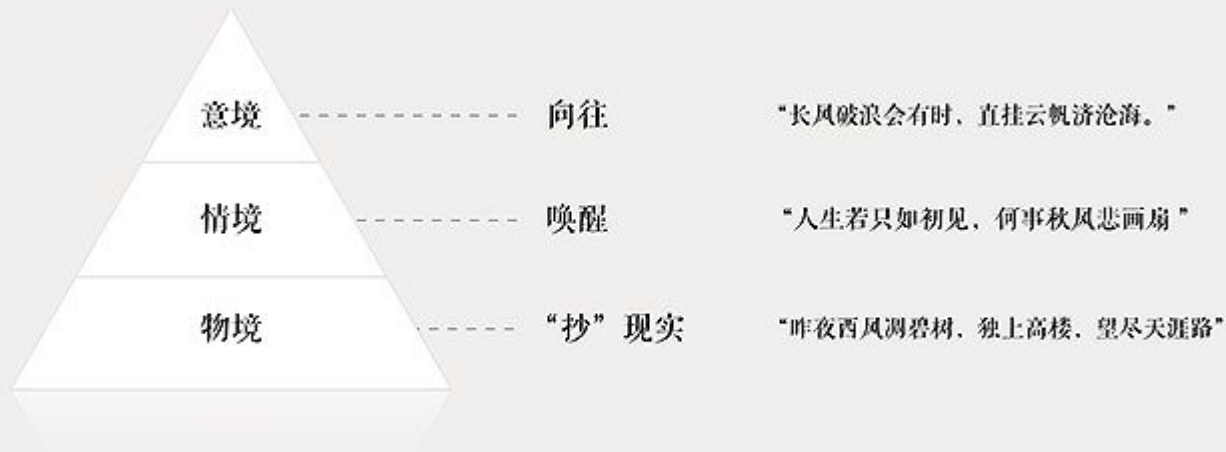 意境 向往 “长风破浪会有时，直挂云帆济沧海。”
情境 唤醒 “人生若只如初见，何事秋风悲画扇 ”
物境 “抄”现实 “昨夜西风凋碧树，独上高楼，望尽天涯路”